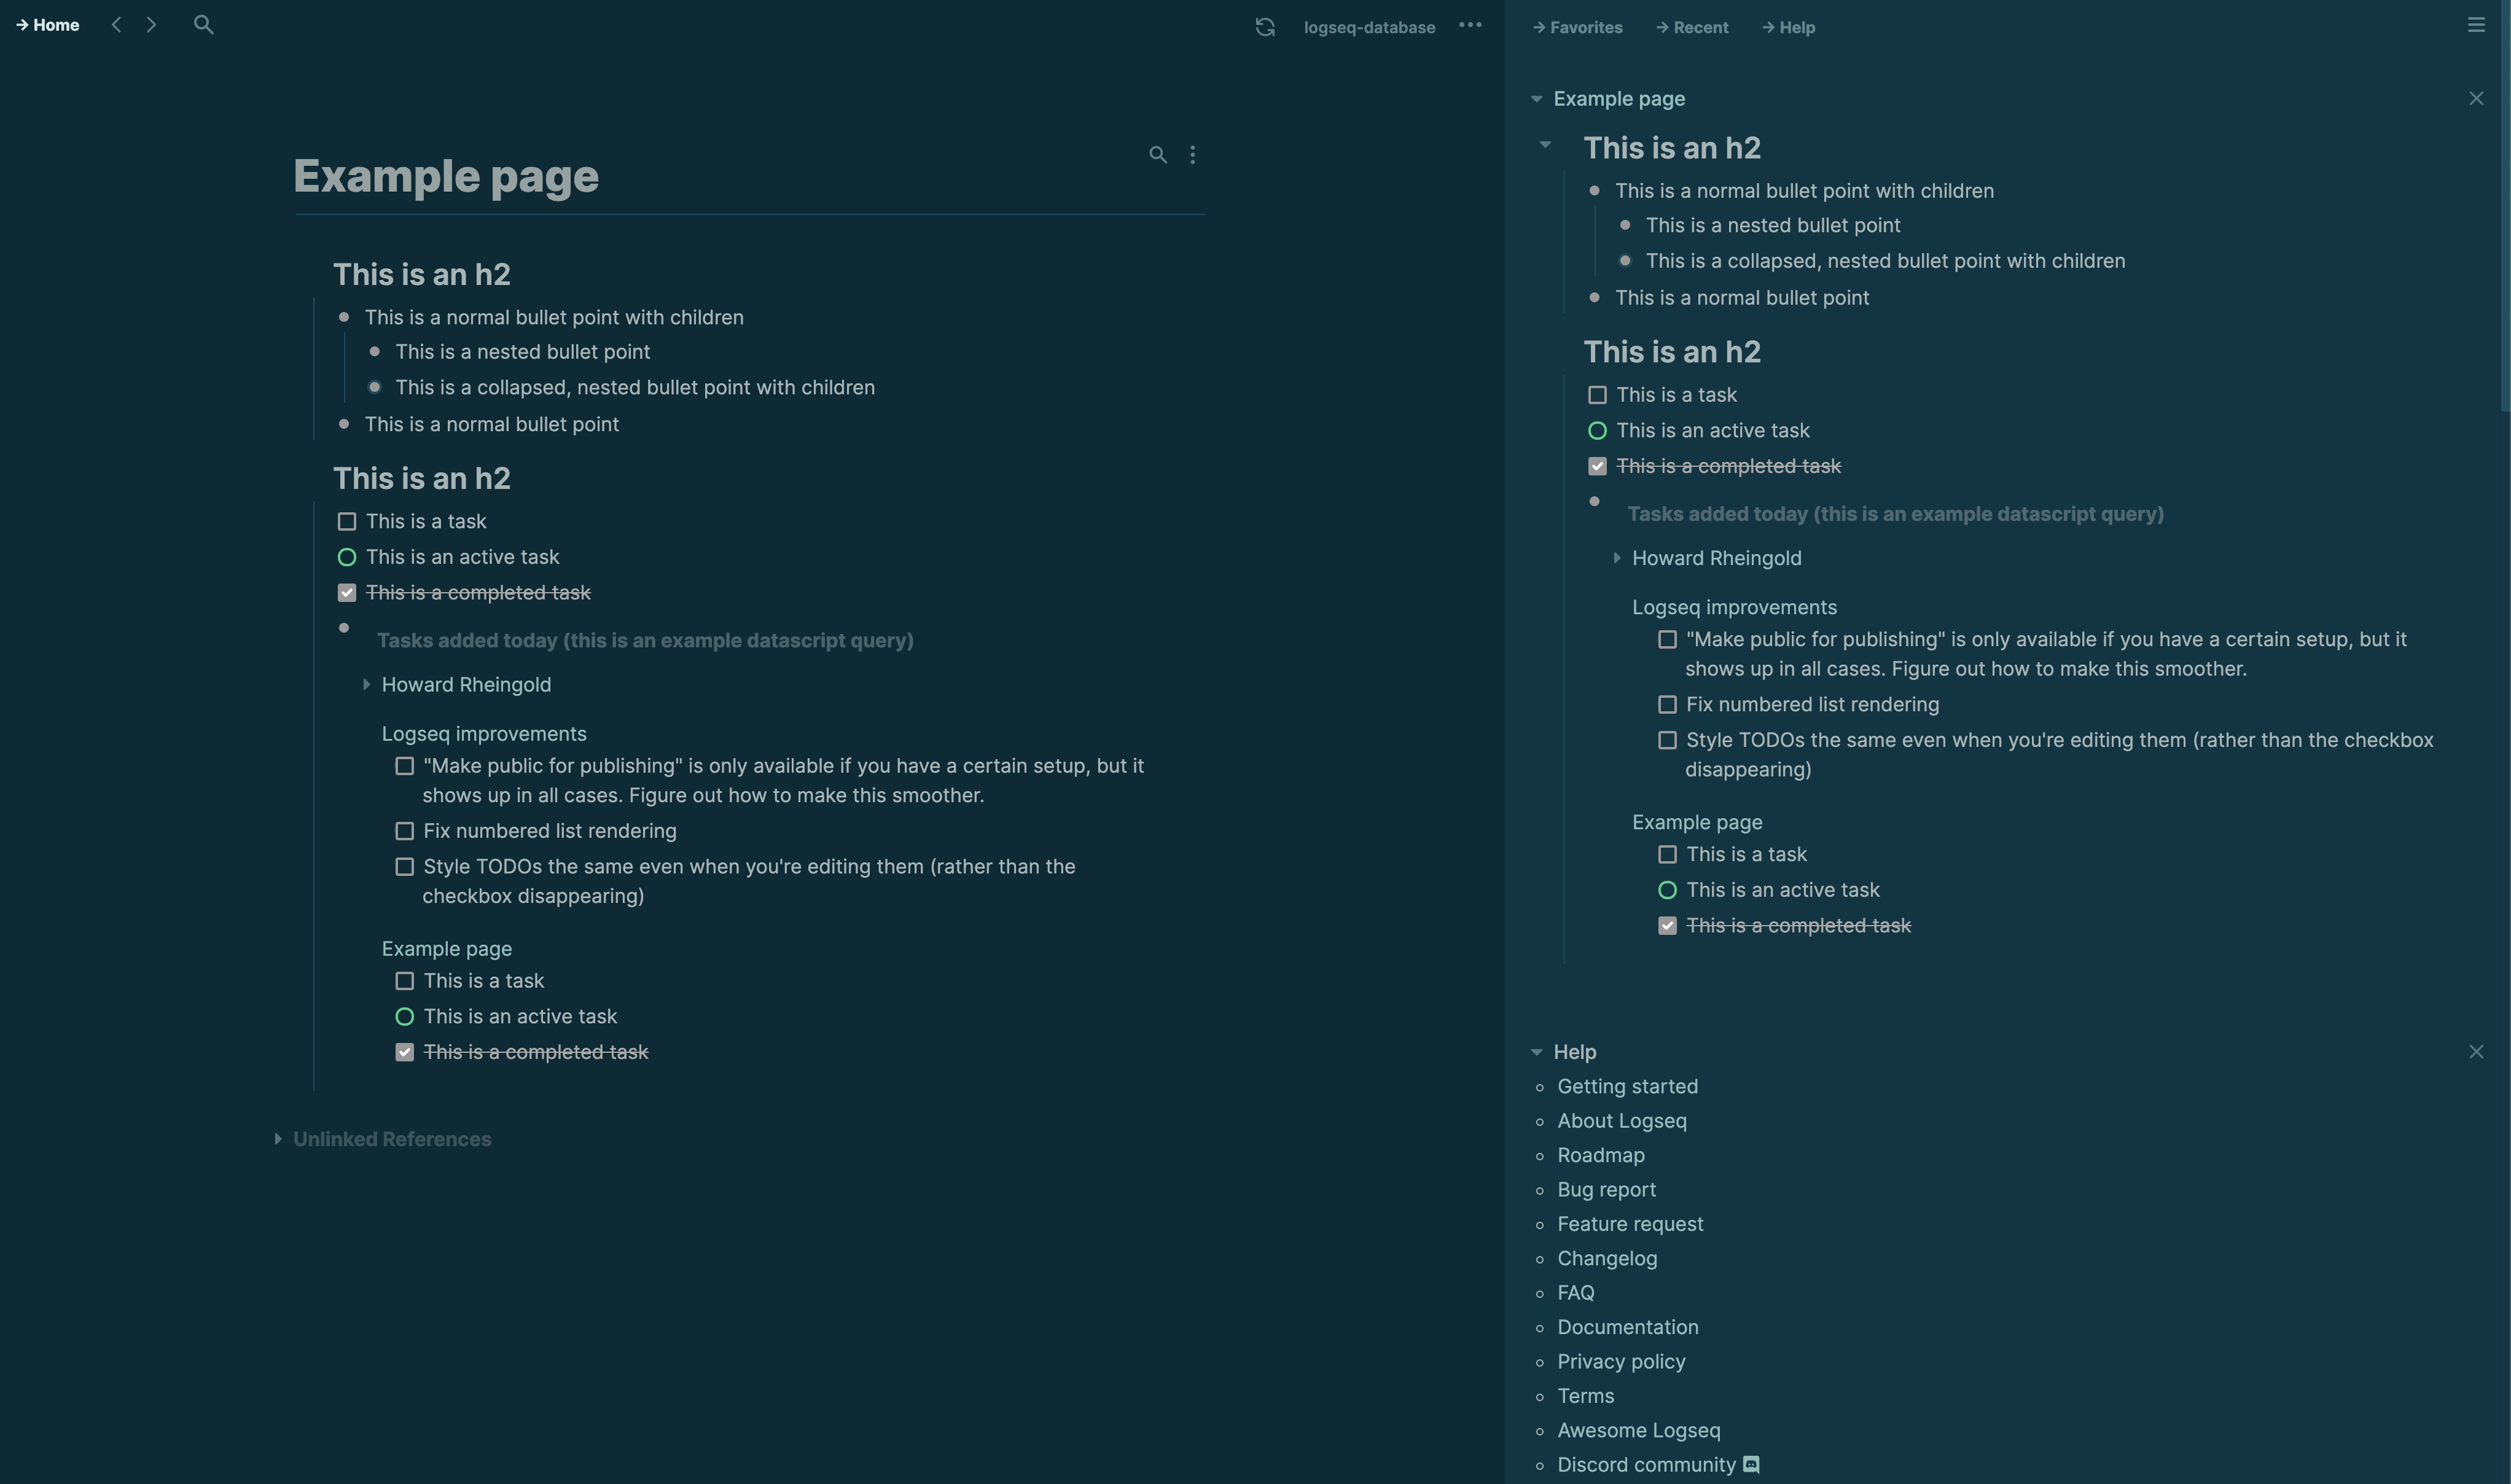 → Home
logseq-database
Example page
This is an h2
This is a normal bullet point with children
This is a nested bullet point
This is a collapsed, nested bullet point with children
This is a normal bullet point
This is an h2
This is a task
This is an active task
This is a completed task
Tasks added today (this is an example datascript query)
Howard Rheingold
Logseq improvements
"Make public for publishing" is only available if you have a certain setup, but it
shows up in all cases. Figure out how to make this smoother.
Fix numbered list rendering
Style TODOs the same even when you're editing them (rather than the
checkbox disappearing)
Example page
This is a task
This is an active task
This is a completed task
Unlinked References
→ Favorites → Recent → Help
Example page
This is an h2
This is a normal bullet point with children
This is a nested bullet point
This is a collapsed, nested bullet point with children
This is a normal bullet point
This is an h2
This is a task
This is an active task
This is a completed task
Tasks added today (this is an example datascript query)
Howard Rheingold
Logseq improvements
"Make public for publishing" is only available if you have a certain setup, but it
shows up in all cases. Figure out how to make this smoother.
Fix numbered list rendering
Style TODOs the same even when you're editing them (rather than the checkbox
disappearing)
Example page
This is a task
This is an active task
This is a completed task
Help
Getting started
About Logseq
Roadmap
Bug report
Feature request
Changelog
FAQ
Documentation
Privacy policy
Terms
Awesome Logseq
Discord community